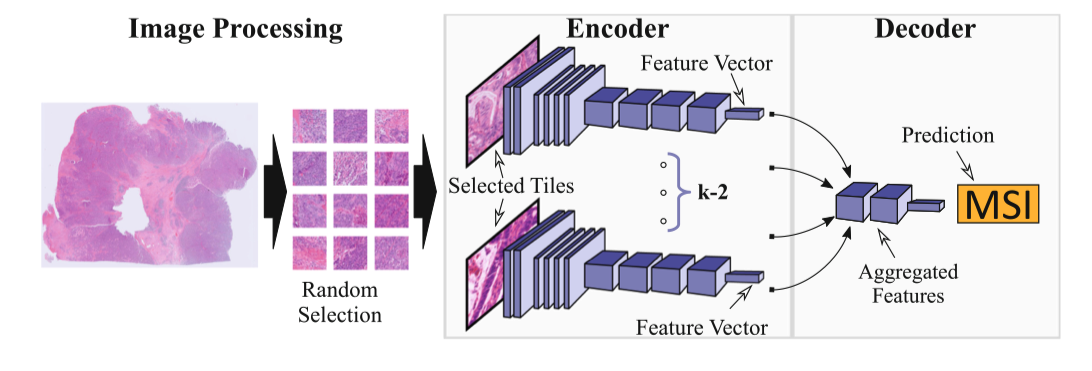 Image Processing
Encoder
Decoder
Feature Vector
Prediction
Selected Tiles
k-2
MSI
Random
Selection
Aggregated
Features
Feature Vector